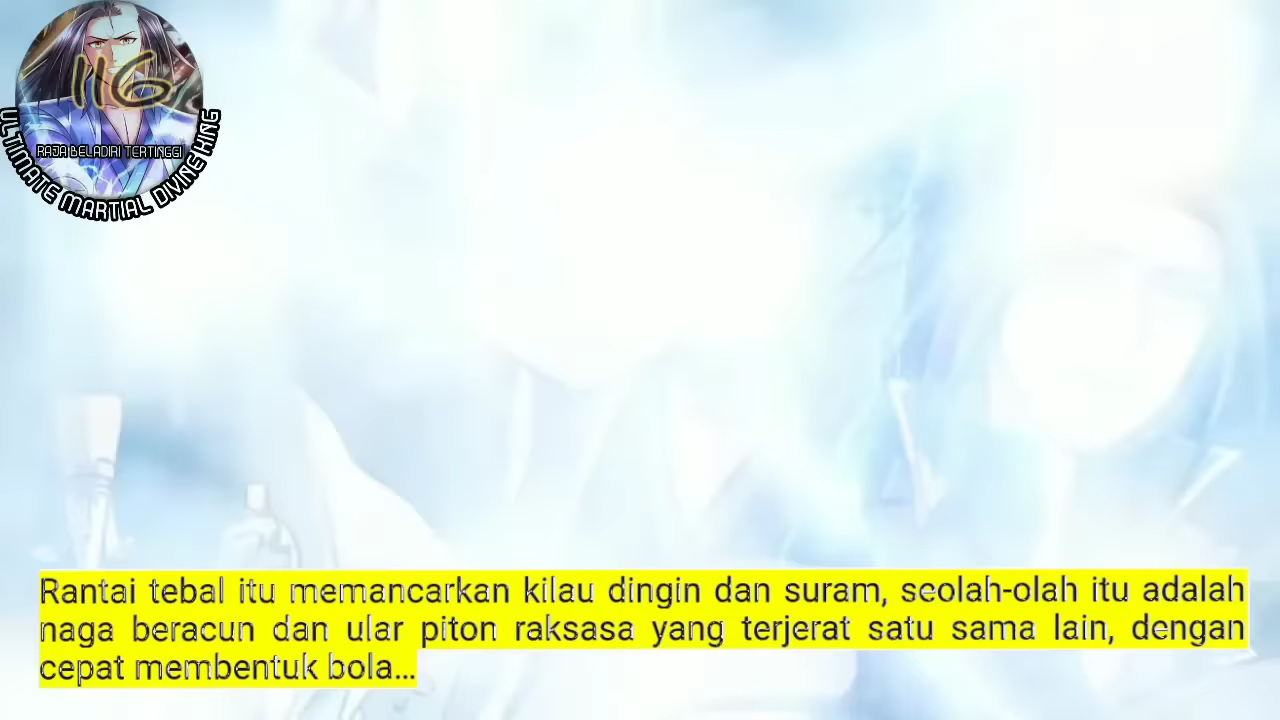 116
RAJA BELADIRI TERTINGGI
ULTIMATE MARTIAL DIVINE KING
Rantai tebal itu memancarkan kilau dingin dan suram, seolah-olah itu adalah
naga beracun dan ular piton raksasa yang terjerat satu sama lain, dengan
cepat membentuk bola...